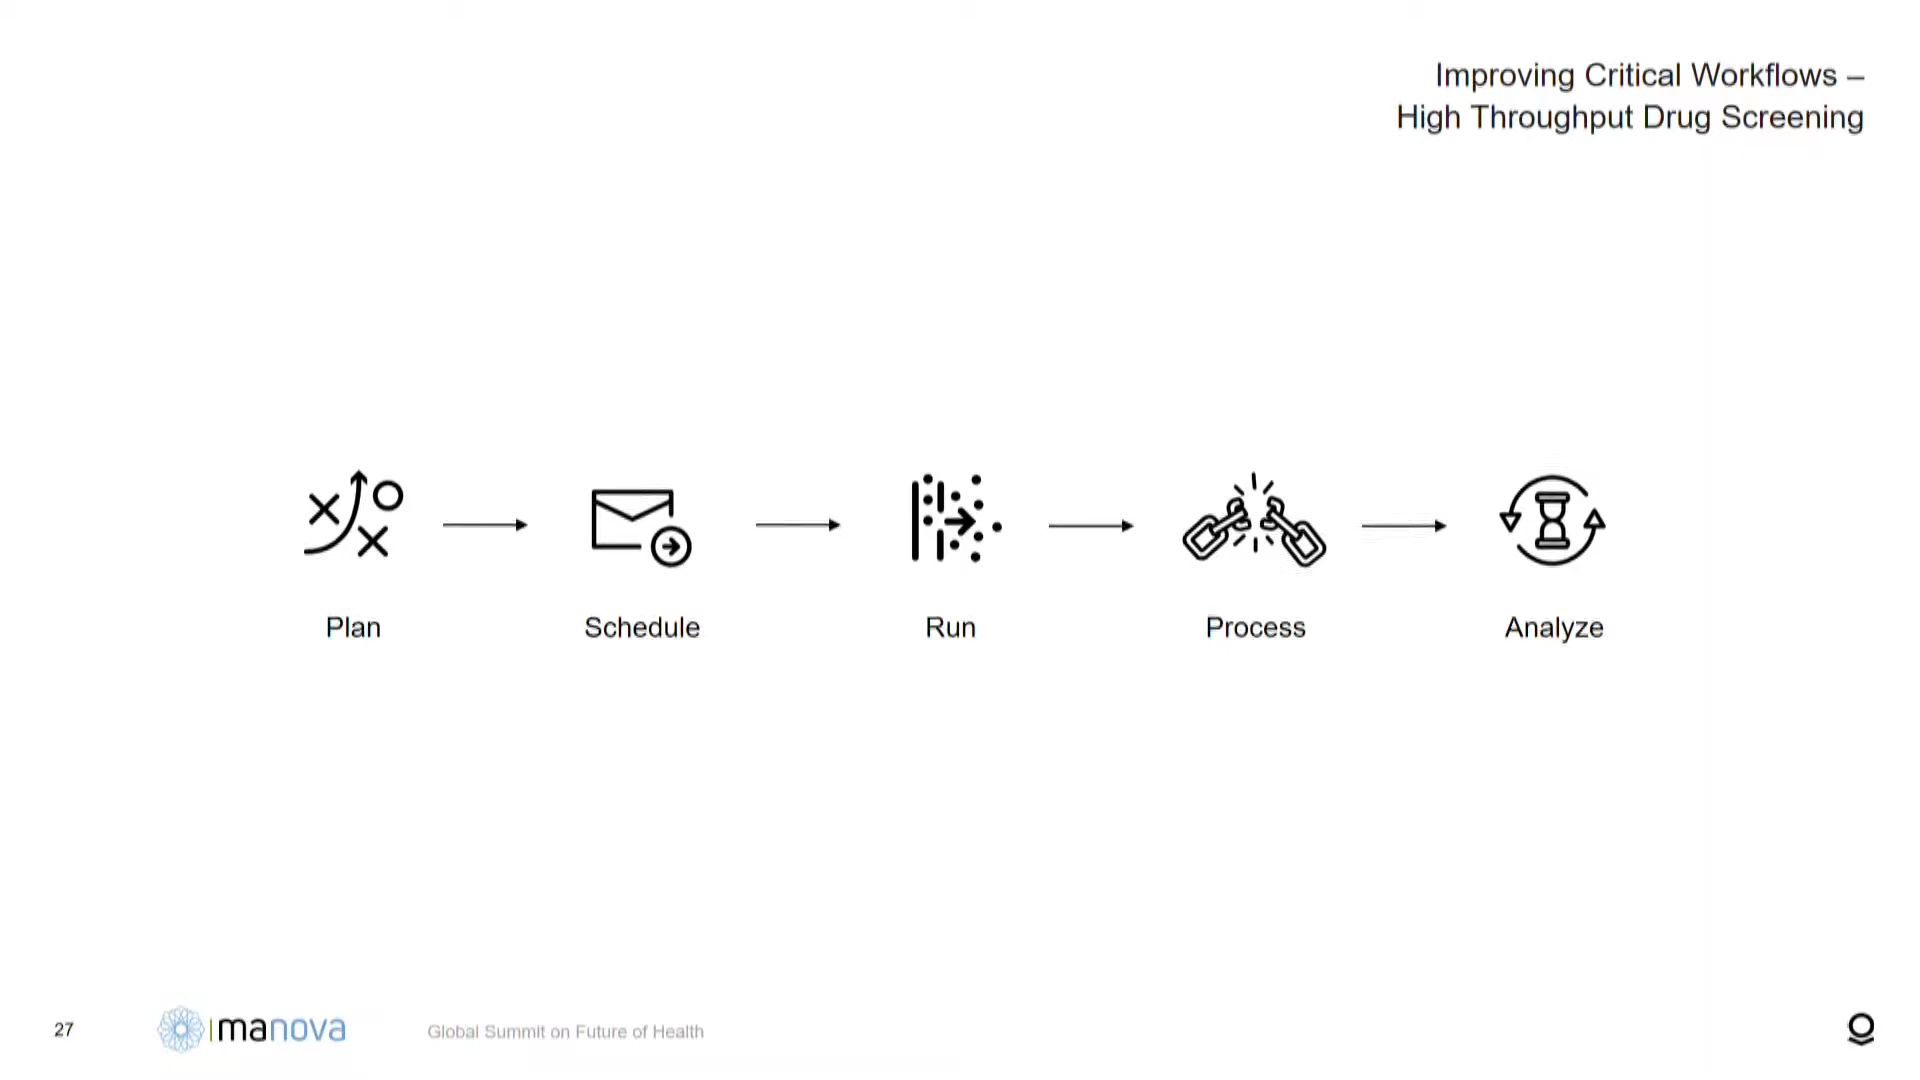 Improving Critical Workflows –
High Throughput Drug Screening
Plan
Schedule
Run
Process
Analyze
27
manova
Global Summit on Future of Health